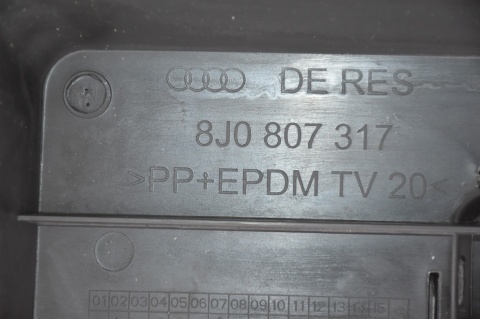 DE RES
8J0 807 317
>PP+EPDM TV 20<
01 02 03 04 05 06 07 08 09 10 11 12 13 14 15